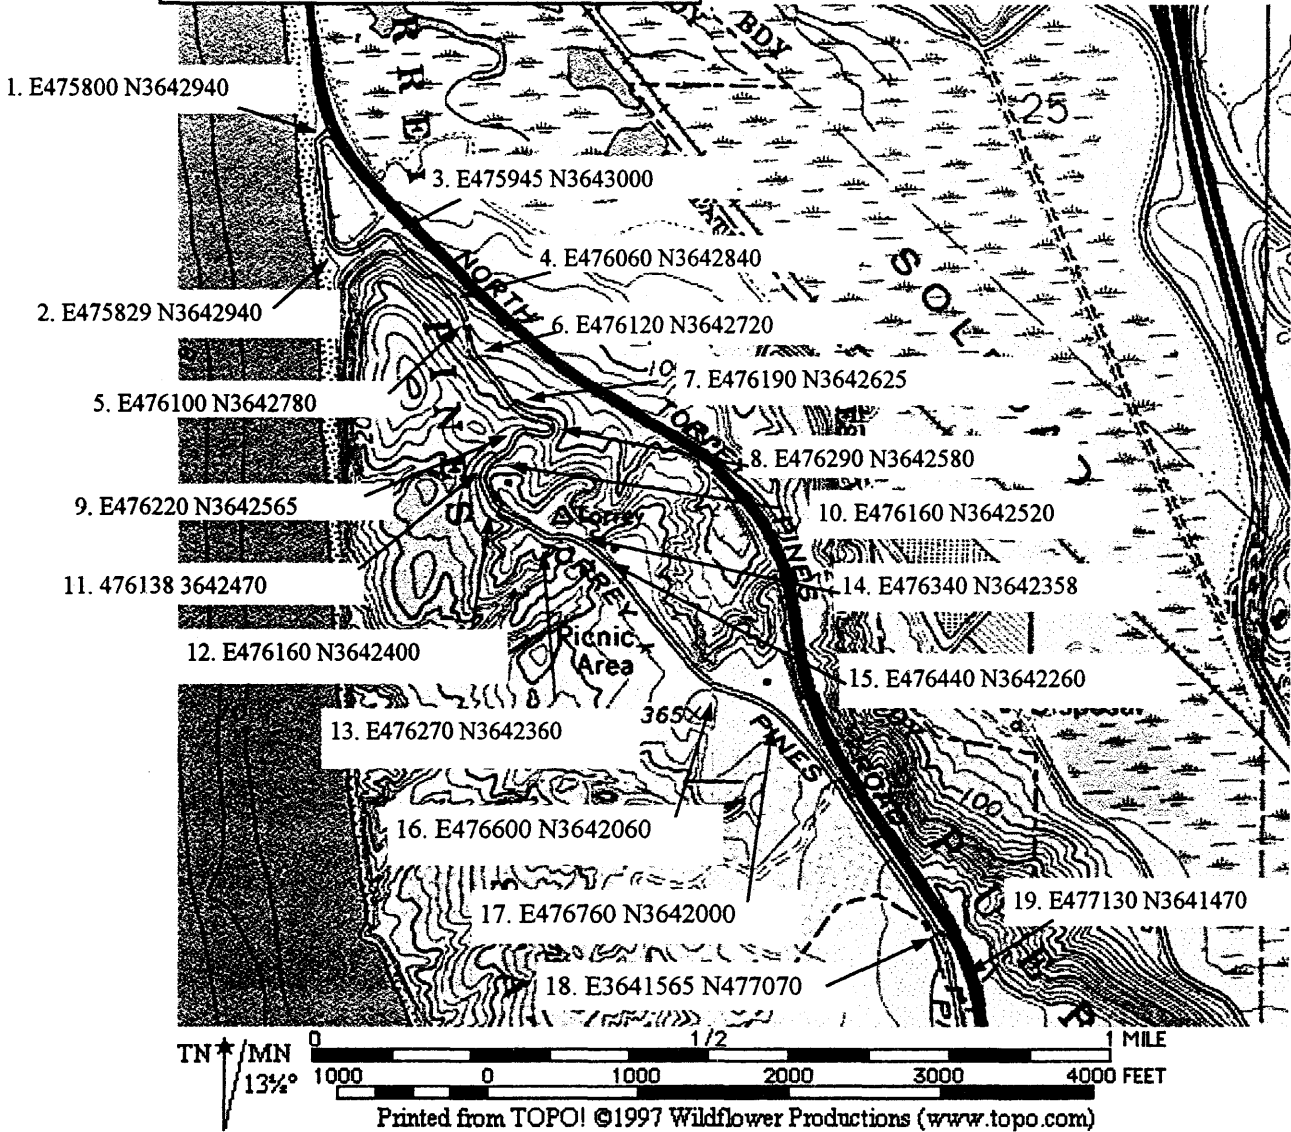 1. E475800 N3642940
25
BDY
3. E475945 N3643000
4. E476060 N3642840
2. E475829 N3642940
NORTH
SOL
6. E476120 N3642720
7. E476190 N3642625
5. E476100 N3642780
8. E476290 N3642580
9. E476220 N3642565
10. E476160 N3642520
Torrey
PINES
11. 476138 3642470
14. E476340 N3642358
12. E476160 N3642400
Picnic
Area
15. E476440 N3642260
13. E476270 N3642360
365
PINES
ROAD
100
16. E476600 N3642060
17. E476760 N3642000
19. E477130 N3641470
18. E3641565 N477070
TN MN
13½°
0 1/2 1 MILE
1000 0 1000 2000 3000 4000 FEET
Printed from TOPO! ©1997 Wildflower Productions (www.topo.com)